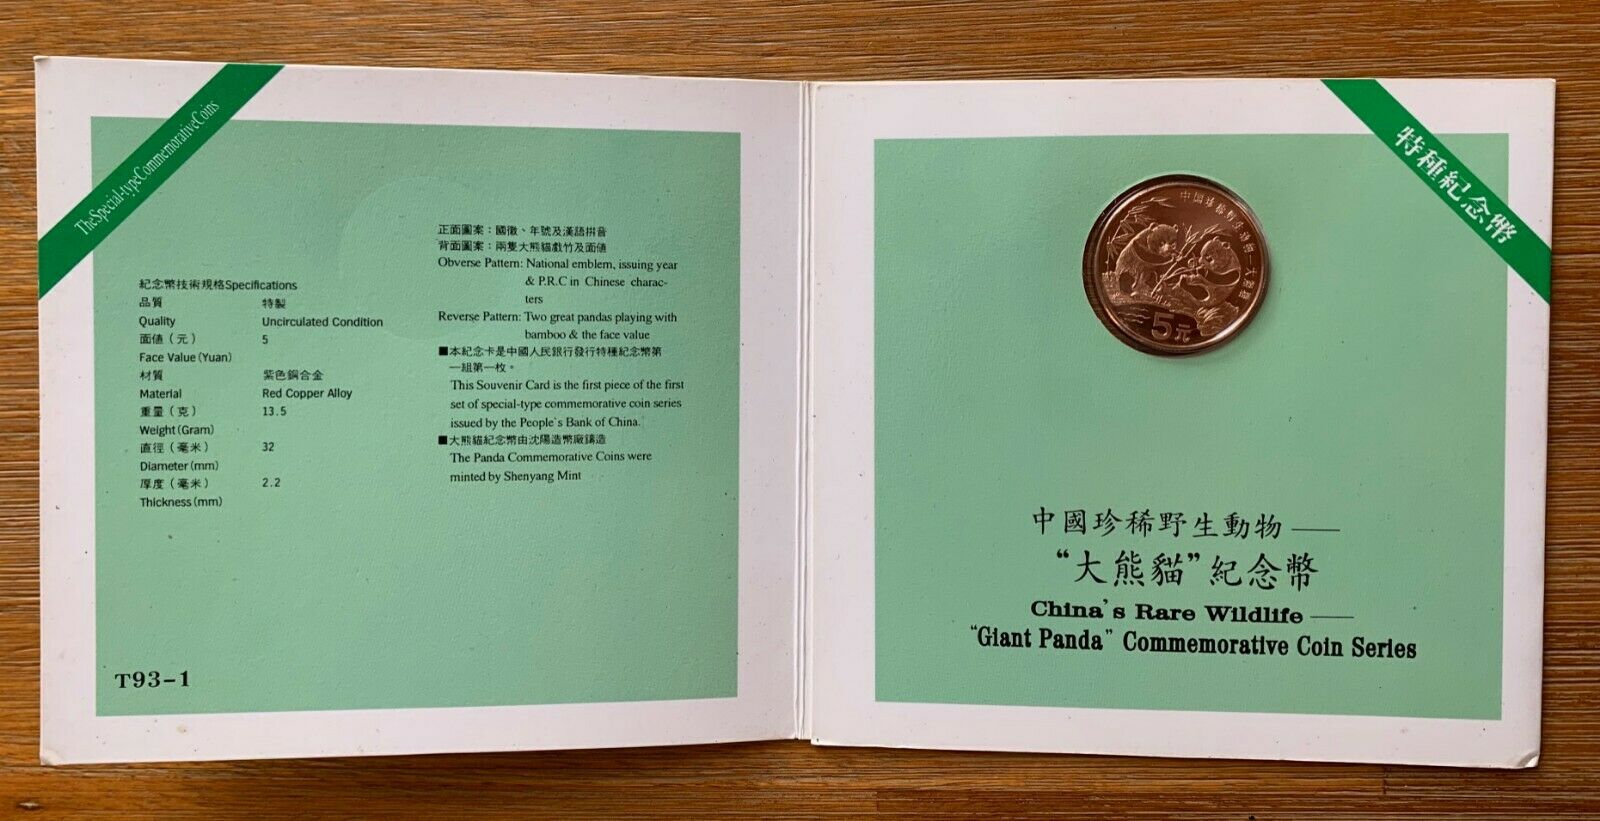 TheSpecial-typeCommemorativeCoins
紀念幣技術規格Specifications
品質 特製
Quality Uncirculated Condition
面值（元） 5
Face Value (Yuan)
材質 紫色銅合金
Material Red Copper Alloy
重量（克） 13.5
Weight (Gram)
直徑（毫米） 32
Diameter (mm)
厚度（毫米） 2.2
Thickness (mm)
正面圖案：國徽、年號及漢語拼音
背面圖案：兩隻大熊貓戲竹及面值
Obverse Pattern: National emblem, issuing year
& P.R.C in Chinese charac-
ters
Reverse Pattern: Two great pandas playing with
bamboo & the face value
■本紀念卡是中國人民銀行發行特種紀念幣第
一組第一枚。
This Souvenir Card is the first piece of the first
set of special-type commemorative coin series
issued by the People's Bank of China.
■大熊貓紀念幣由沈陽造幣廠鑄造
The Panda Commemorative Coins were
minted by Shenyang Mint
T93-1
特種紀念幣
中国珍稀野生动物—大熊猫
5元
中國珍稀野生動物——
“大熊貓”紀念幣
China's Rare Wildlife ——
“Giant Panda” Commemorative Coin Series